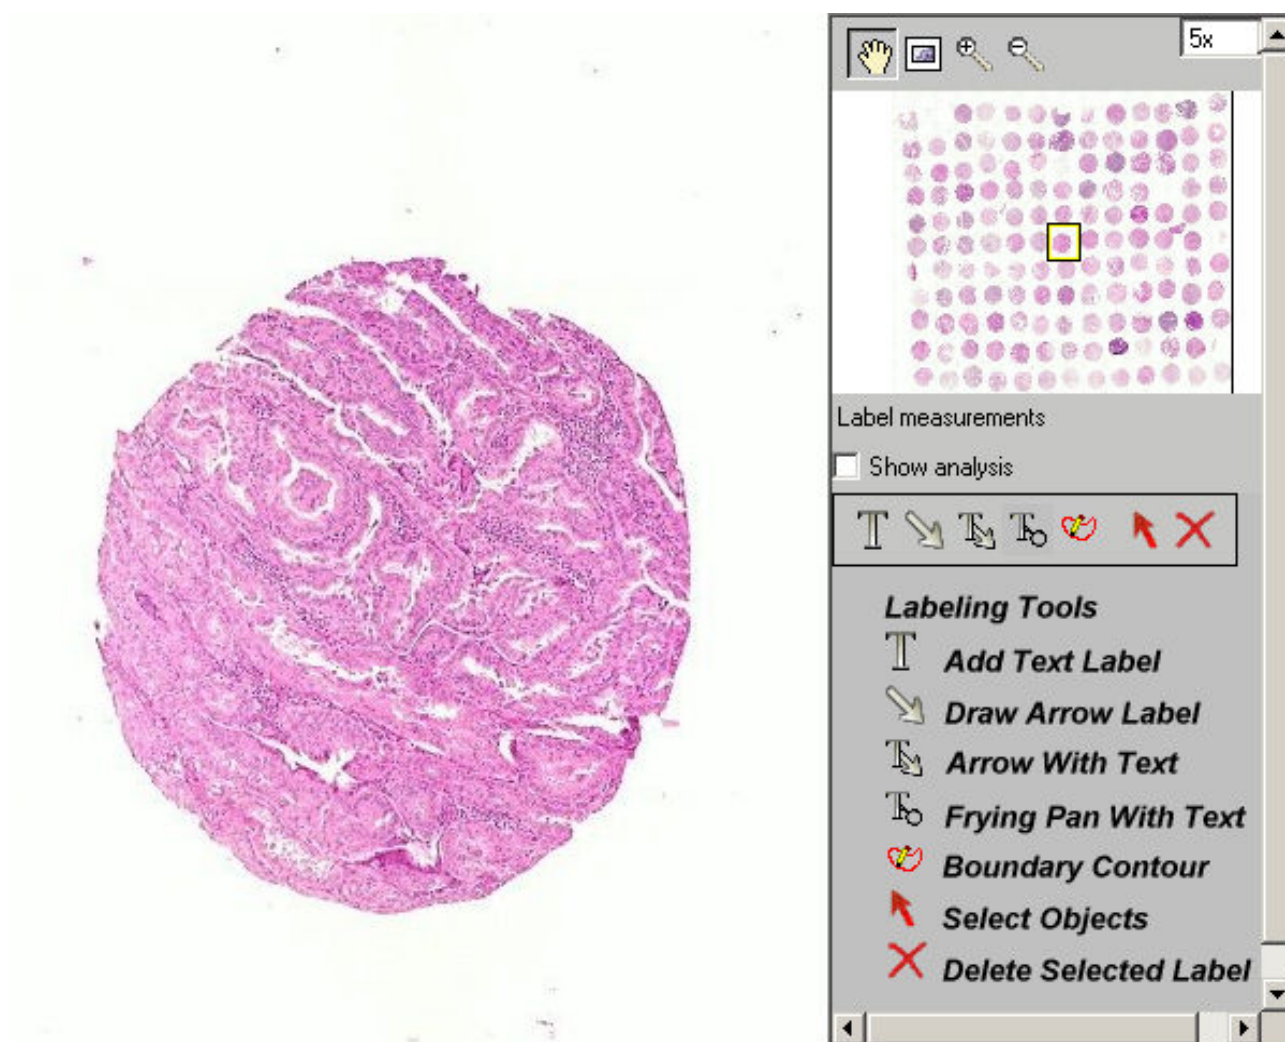 5x
Label measurements
Show analysis
T T T
Labeling Tools
T Add Text Label
Draw Arrow Label
T Arrow With Text
T Frying Pan With Text
Boundary Contour
Select Objects
Delete Selected Label